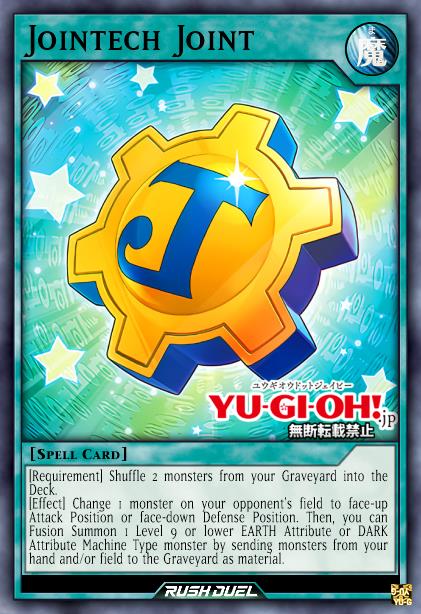 JOINTECH JOINT
ま
魔
J
ユウギオウドットジェイピー
YU-GI-OH!.jp
無断転載禁止
[SPELL CARD]
[Requirement] Shuffle 2 monsters from your Graveyard into the
Deck.
[Effect] Change 1 monster on your opponent's field to face-up
Attack Position or face-down Defense Position. Then, you can
Fusion Summon 1 Level 9 or lower EARTH Attribute or DARK
Attribute Machine Type monster by sending monsters from your
hand and/or field to the Graveyard as material.
RUSH DUEL